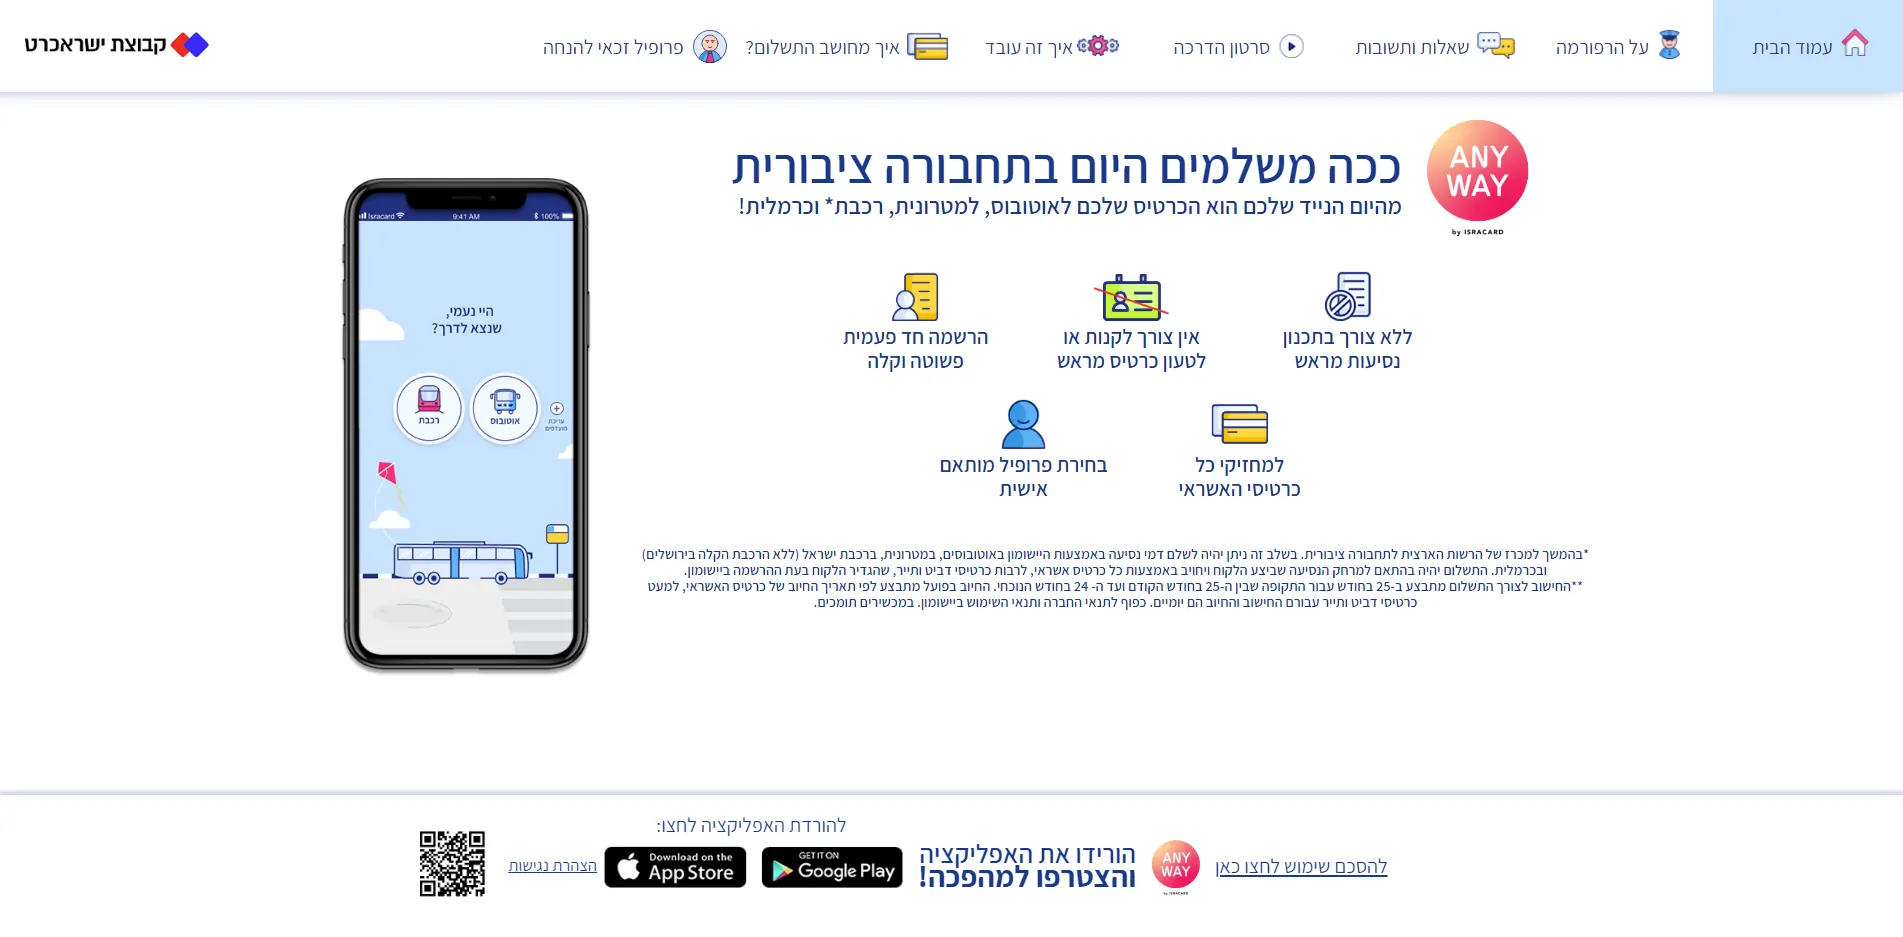 עמוד הבית
על הרפורמה
שאלות ותשובות
סרטון הדרכה
איך זה עובד
איך מחושב התשלום?
פרופיל זכאי להנחה
קבוצת ישראכרט
ANY
WAY
by ISRACARD
ככה משלמים היום בתחבורה ציבורית
מהיום הנייד שלכם הוא הכרטיס שלכם לאוטובוס, למטרונית, רכבת* וכרמלית!
ללא צורך בתכנון
נסיעות מראש
אין צורך לקנות או
לטעון כרטיס מראש
הרשמה חד פעמית
פשוטה וקלה
למחזיקי כל
כרטיסי האשראי
בחירת פרופיל מותאם
אישית
*בהמשך למכרז של הרשות הארצית לתחבורה ציבורית. בשלב זה ניתן יהיה לשלם דמי נסיעה באמצעות היישומון באוטובוסים, במטרונית, ברכבת ישראל (ללא הרכבת הקלה בירושלים)
ובכרמלית. התשלום יהיה בהתאם למרחק הנסיעה שביצע הלקוח ויחויב באמצעות כל כרטיס אשראי, לרבות כרטיסי דביט ותייר, שהגדיר הלקוח בעת ההרשמה ביישומון.
**החישוב לצורך התשלום מתבצע ב-25 בחודש עבור התקופה שבין ה-25 בחודש הקודם ועד ה- 24 בחודש הנוכחי. החיוב בפועל מתבצע לפי תאריך החיוב של כרטיס האשראי, למעט
כרטיסי דביט ותייר עבורם החישוב והחיוב הם יומיים. כפוף לתנאי החברה ותנאי השימוש ביישומון. במכשירים תומכים.
Isracard
9:41 AM
100%
היי נעמי,
שנצא לדרך?
אוטובוס
רכבת
עריכת
מועדפים
להסכם שימוש לחצו כאן
ANY
WAY
by ISRACARD
הורידו את האפליקציה
והצטרפו למהפכה!
להורדת האפליקציה לחצו:
GET IT ON
Google Play
Download on the
App Store
הצהרת נגישות